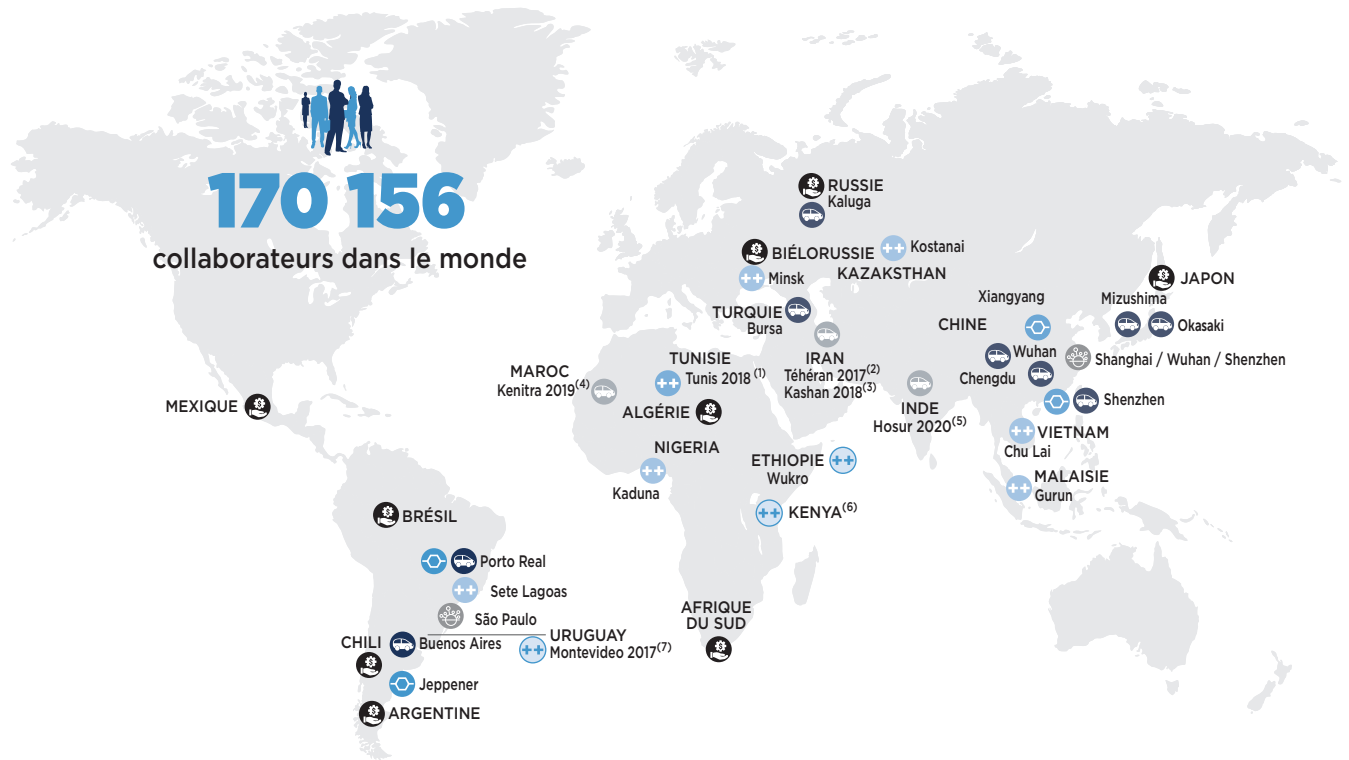 170 156
collaborateurs dans le monde
RUSSIE
Kaluga
BIÉLORUSSIE
Minsk
Kostanai
KAZAKSTHAN
JAPON
Mizushima
Okasaki
Xiangyang
CHINE
Wuhan
Chengdu
Shanghai / Wuhan / Shenzhen
Shenzhen
TURQUIE
Bursa
IRAN
Téhéran 2017(2)
Kashan 2018(3)
TUNISIE
Tunis 2018 (1)
MAROC
Kenitra 2019(4)
ALGÉRIE
INDE
Hosur 2020(5)
VIETNAM
Chu Lai
MALAISIE
Gurun
MEXIQUE
NIGERIA
Kaduna
ETHIOPIE
Wukro
KENYA(6)
BRÉSIL
Porto Real
Sete Lagoas
São Paulo
AFRIQUE
DU SUD
CHILI
Buenos Aires
URUGUAY
Montevideo 2017(7)
Jeppener
ARGENTINE